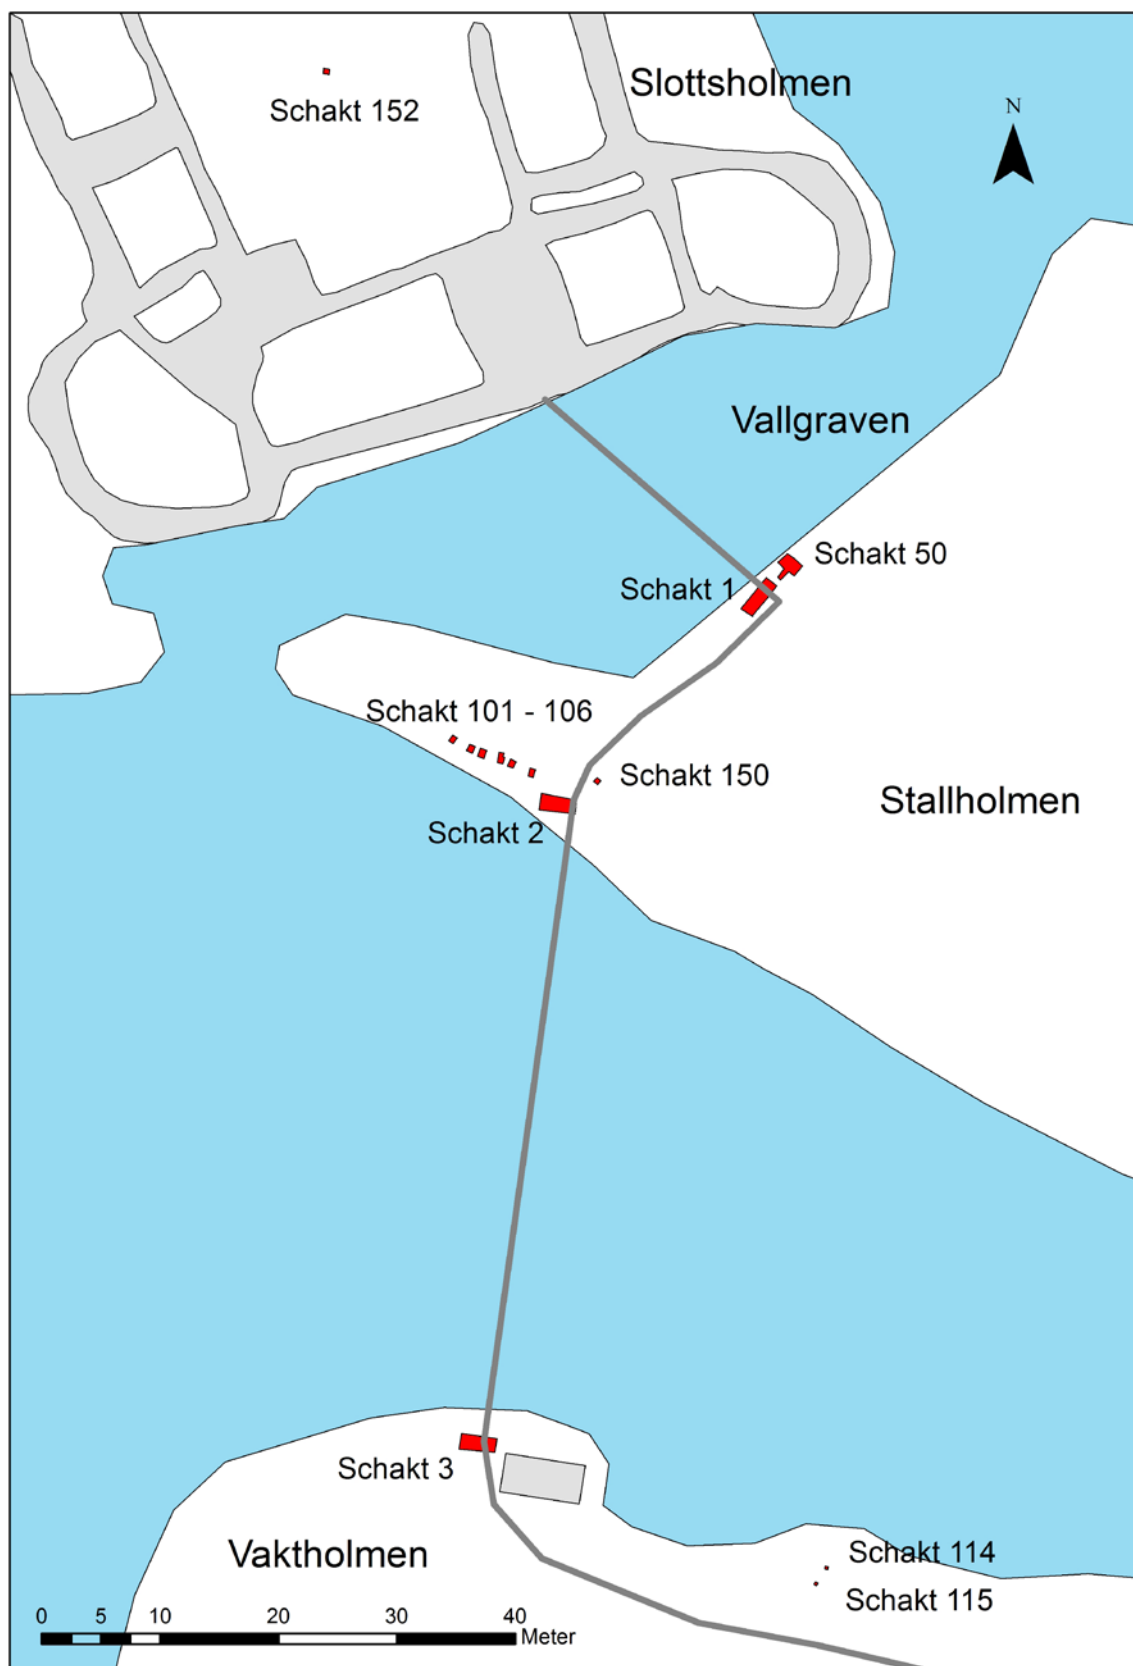 Slottsholmen
Schakt 152
N
Vallgraven
Schakt 50
Schakt 1
Schakt 101 - 106
Schakt 150
Stallholmen
Schakt 2
Schakt 3
Vaktholmen
Schakt 114
Schakt 115
0 5 10 20 30 40
Meter